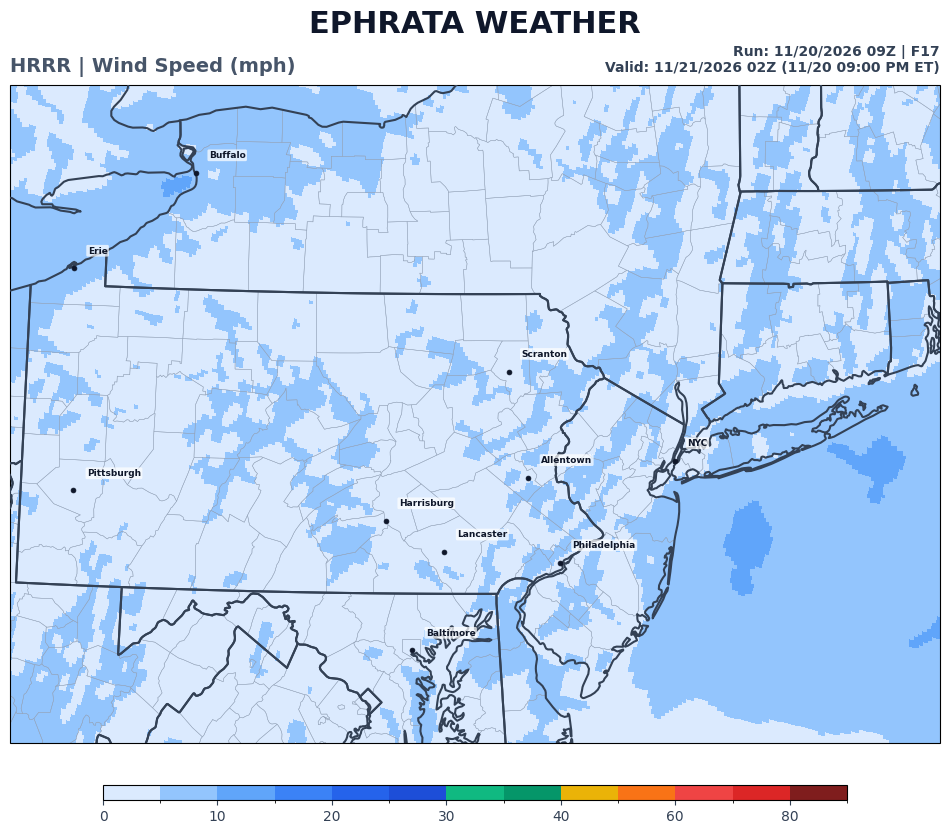 EPHRATA WEATHER
HRRR | Wind Speed (mph)
Run: 11/20/2026 09Z | F17
Valid: 11/21/2026 02Z (11/20 09:00 PM ET)
Buffalo
Erie
Scranton
NYC
Allentown
Pittsburgh
Harrisburg
Lancaster
Philadelphia
Baltimore
0 10 20 30 40 60 80